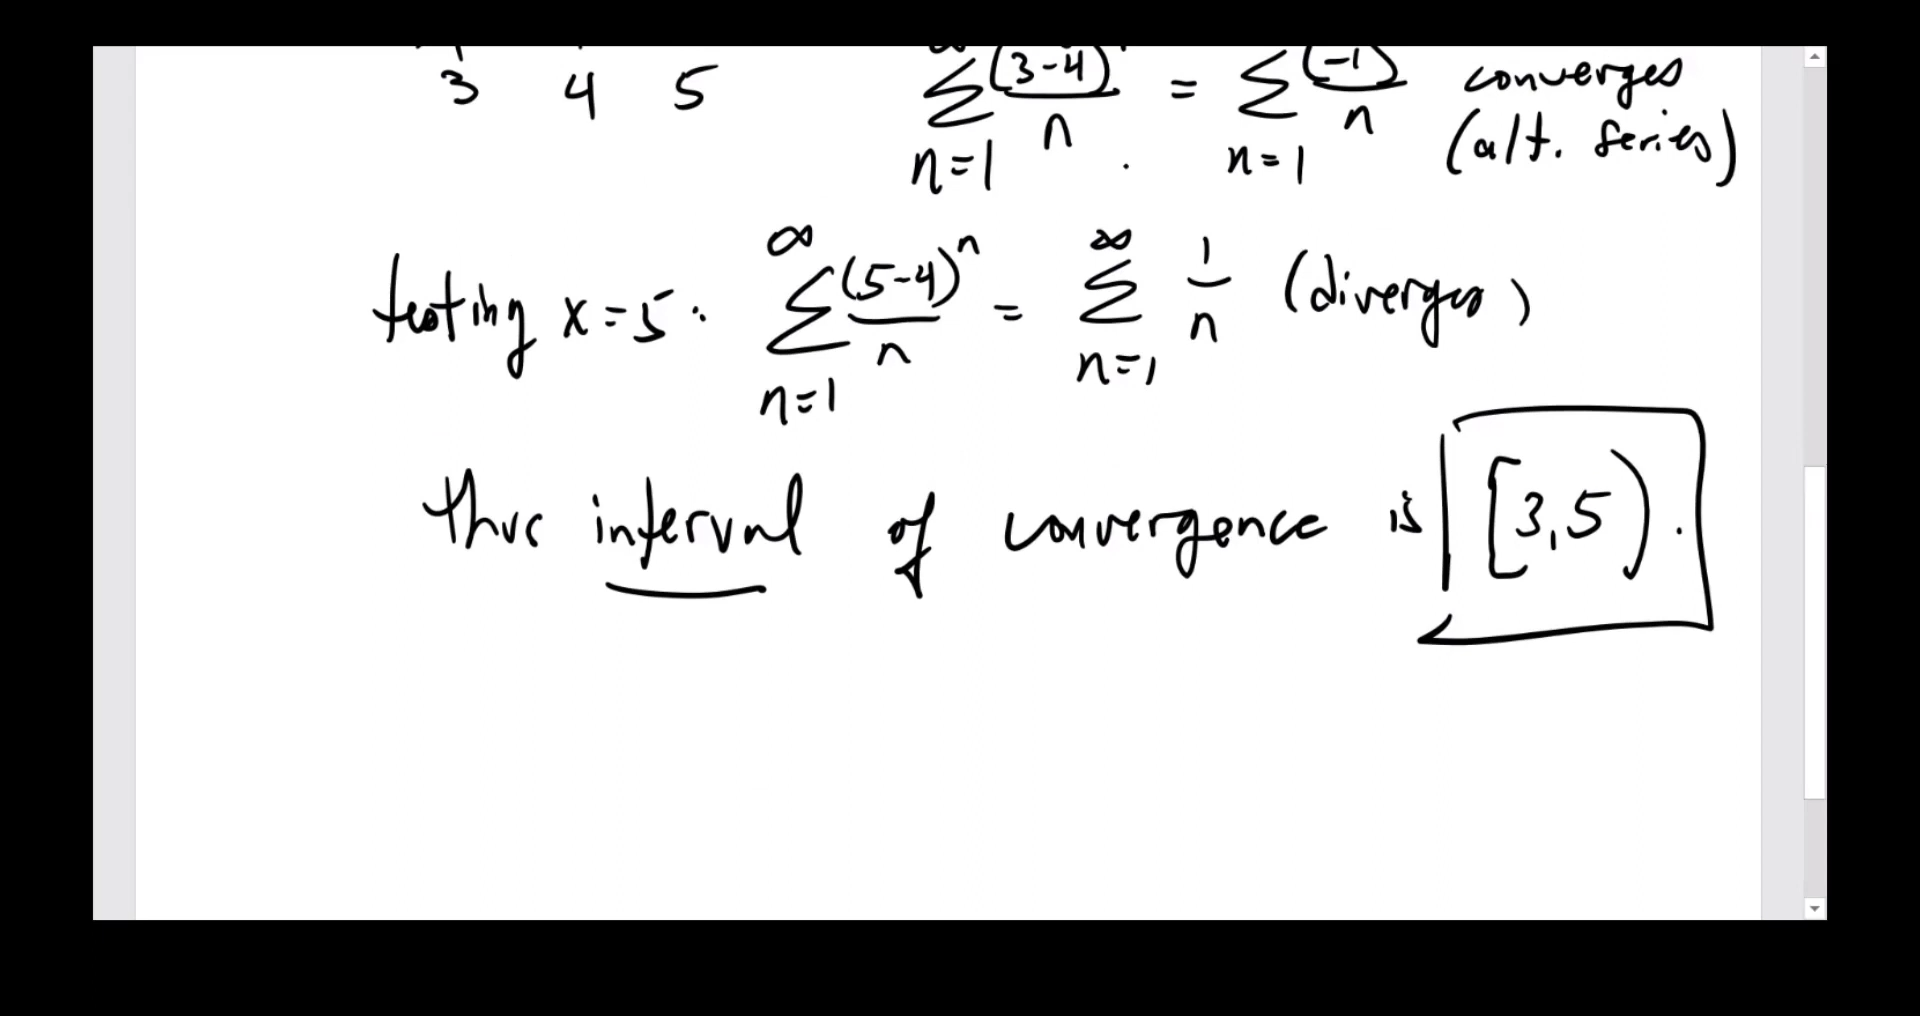 3 4 5 ∞ ∑ n=1 (3-4) / n = ∑ n=1 (-1) / n converges
(alt. series)
testing x=5: ∞ ∑ n=1 (5-4)^n / n = ∞ ∑ n=1 1/n (diverges)
thus interval of convergence is [3,5).